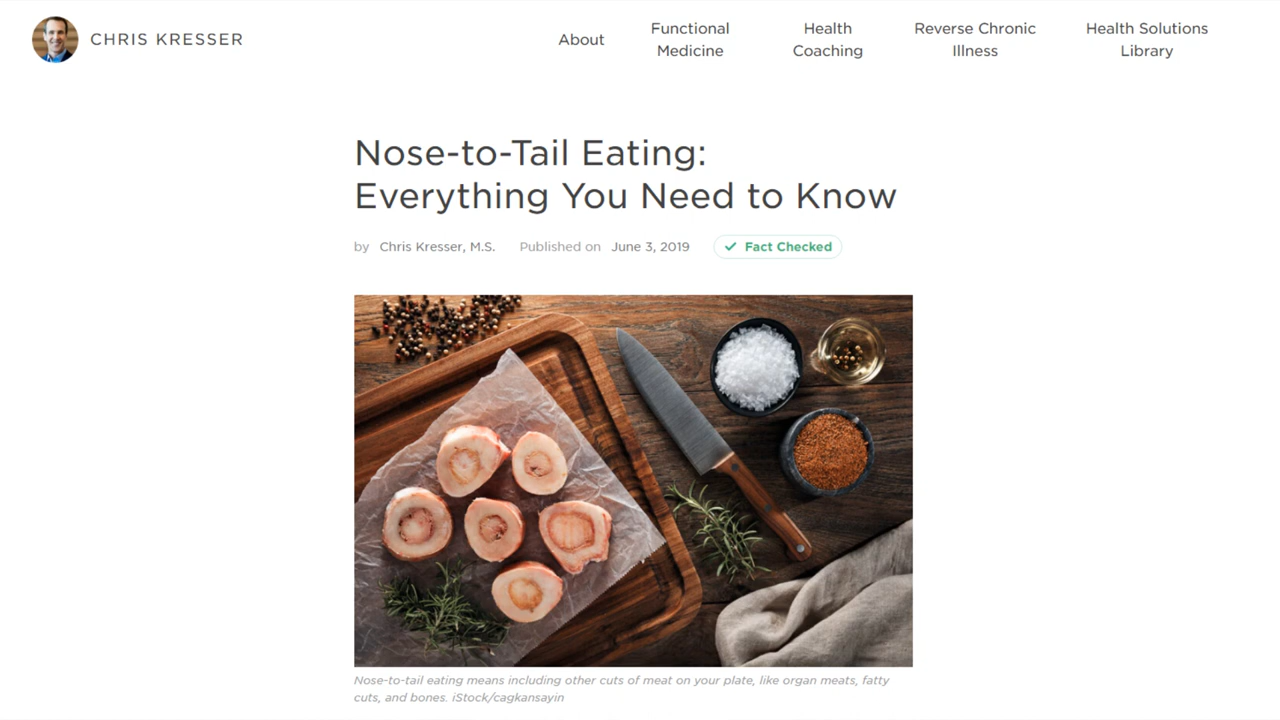 CHRIS KRESSER
About
Functional
Medicine
Health
Coaching
Reverse Chronic
Illness
Health Solutions
Library
Nose-to-Tail Eating:
Everything You Need to Know
by Chris Kresser, M.S. Published on June 3, 2019 Fact Checked
Nose-to-tail eating means including other cuts of meat on your plate, like organ meats, fatty
cuts, and bones. iStock/cagkansayin